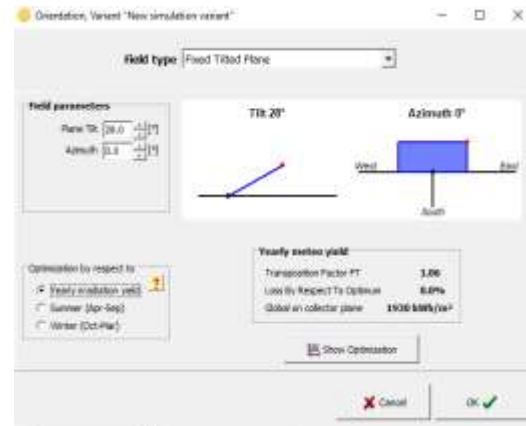 Orientation, Variant "New simulation variant"
Field type Fixed Tilted Plane
Field parameters
Plane Tilt 28.0 [°]
Azimuth 0.0 [°]
Tilt 28° Azimuth 0°
West East
South
Optimization by respect to
Yearly irradiation yield
Summer (Apr-Sep)
Winter (Oct-Mar)
Yearly meteo yield
Transposition Factor FT 1.06
Loss By Respect To Optimum 0.0%
Global on collector plane 1930 kWh/m²
Show Optimisation
Cancel OK